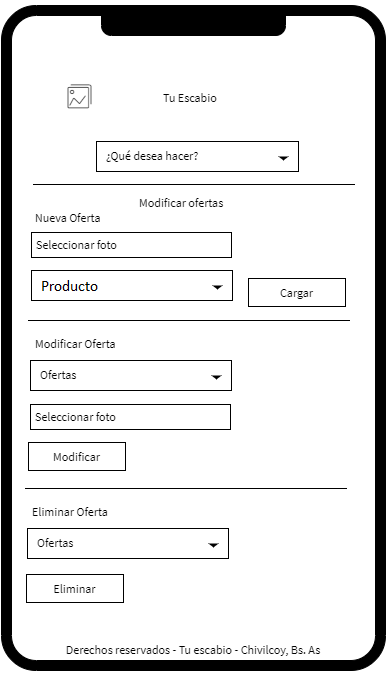 Tu Escabio
¿Qué desea hacer?
Modificar ofertas
Nueva Oferta
Seleccionar foto
Producto
Cargar
Modificar Oferta
Ofertas
Seleccionar foto
Modificar
Eliminar Oferta
Ofertas
Eliminar
Derechos reservados - Tu escabio - Chivilcoy, Bs. As